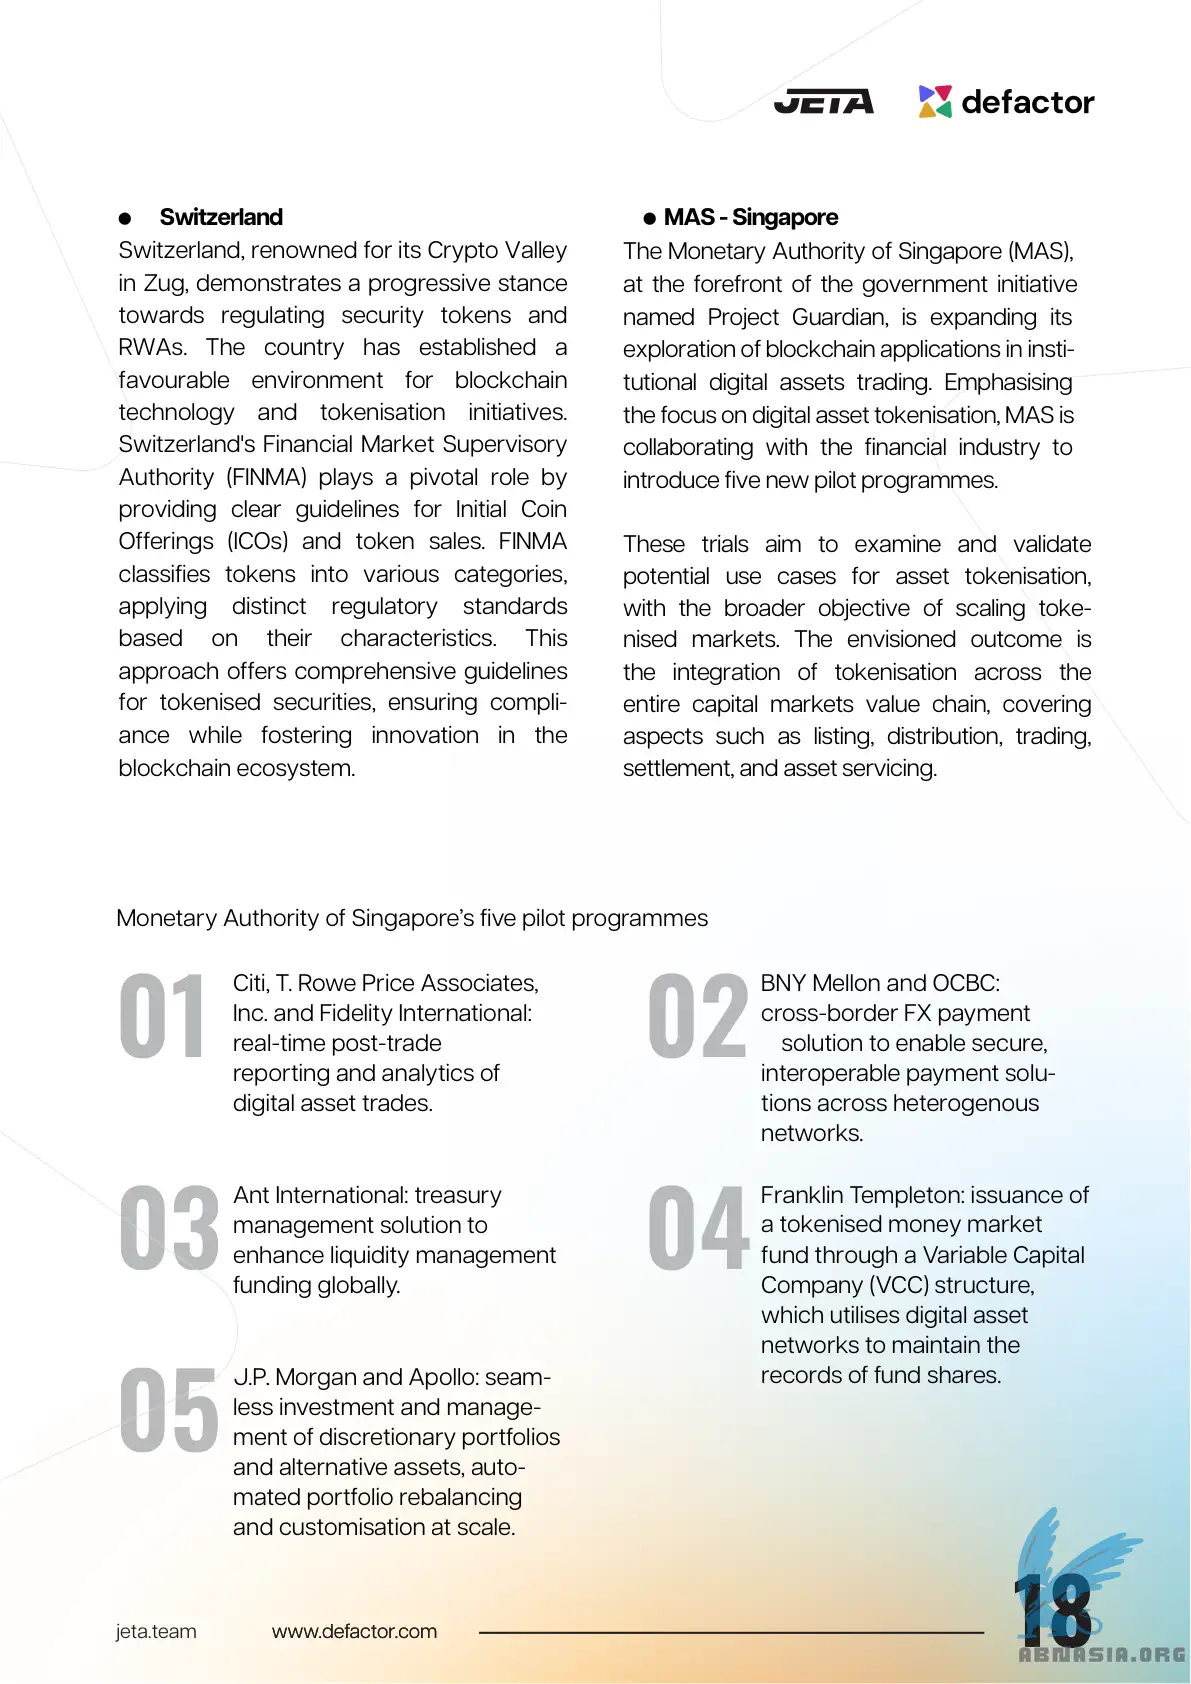 JETA defactor
● Switzerland
Switzerland, renowned for its Crypto Valley
in Zug, demonstrates a progressive stance
towards regulating security tokens and
RWAs. The country has established a
favourable environment for blockchain
technology and tokenisation initiatives.
Switzerland's Financial Market Supervisory
Authority (FINMA) plays a pivotal role by
providing clear guidelines for Initial Coin
Offerings (ICOs) and token sales. FINMA
classifies tokens into various categories,
applying distinct regulatory standards
based on their characteristics. This
approach offers comprehensive guidelines
for tokenised securities, ensuring compli-
ance while fostering innovation in the
blockchain ecosystem.
● MAS - Singapore
The Monetary Authority of Singapore (MAS),
at the forefront of the government initiative
named Project Guardian, is expanding its
exploration of blockchain applications in insti-
tutional digital assets trading. Emphasising
the focus on digital asset tokenisation, MAS is
collaborating with the financial industry to
introduce five new pilot programmes.
These trials aim to examine and validate
potential use cases for asset tokenisation,
with the broader objective of scaling toke-
nised markets. The envisioned outcome is
the integration of tokenisation across the
entire capital markets value chain, covering
aspects such as listing, distribution, trading,
settlement, and asset servicing.
Monetary Authority of Singapore’s five pilot programmes
01
Citi, T. Rowe Price Associates,
Inc. and Fidelity International:
real-time post-trade
reporting and analytics of
digital asset trades.
02
BNY Mellon and OCBC:
cross-border FX payment
solution to enable secure,
interoperable payment solu-
tions across heterogenous
networks.
03
Ant International: treasury
management solution to
enhance liquidity management
funding globally.
04
Franklin Templeton: issuance of
a tokenised money market
fund through a Variable Capital
Company (VCC) structure,
which utilises digital asset
networks to maintain the
records of fund shares.
05
J.P. Morgan and Apollo: seam-
less investment and manage-
ment of discretionary portfolios
and alternative assets, auto-
mated portfolio rebalancing
and customisation at scale.
jeta.team www.defactor.com 18
ABNASIA.ORG